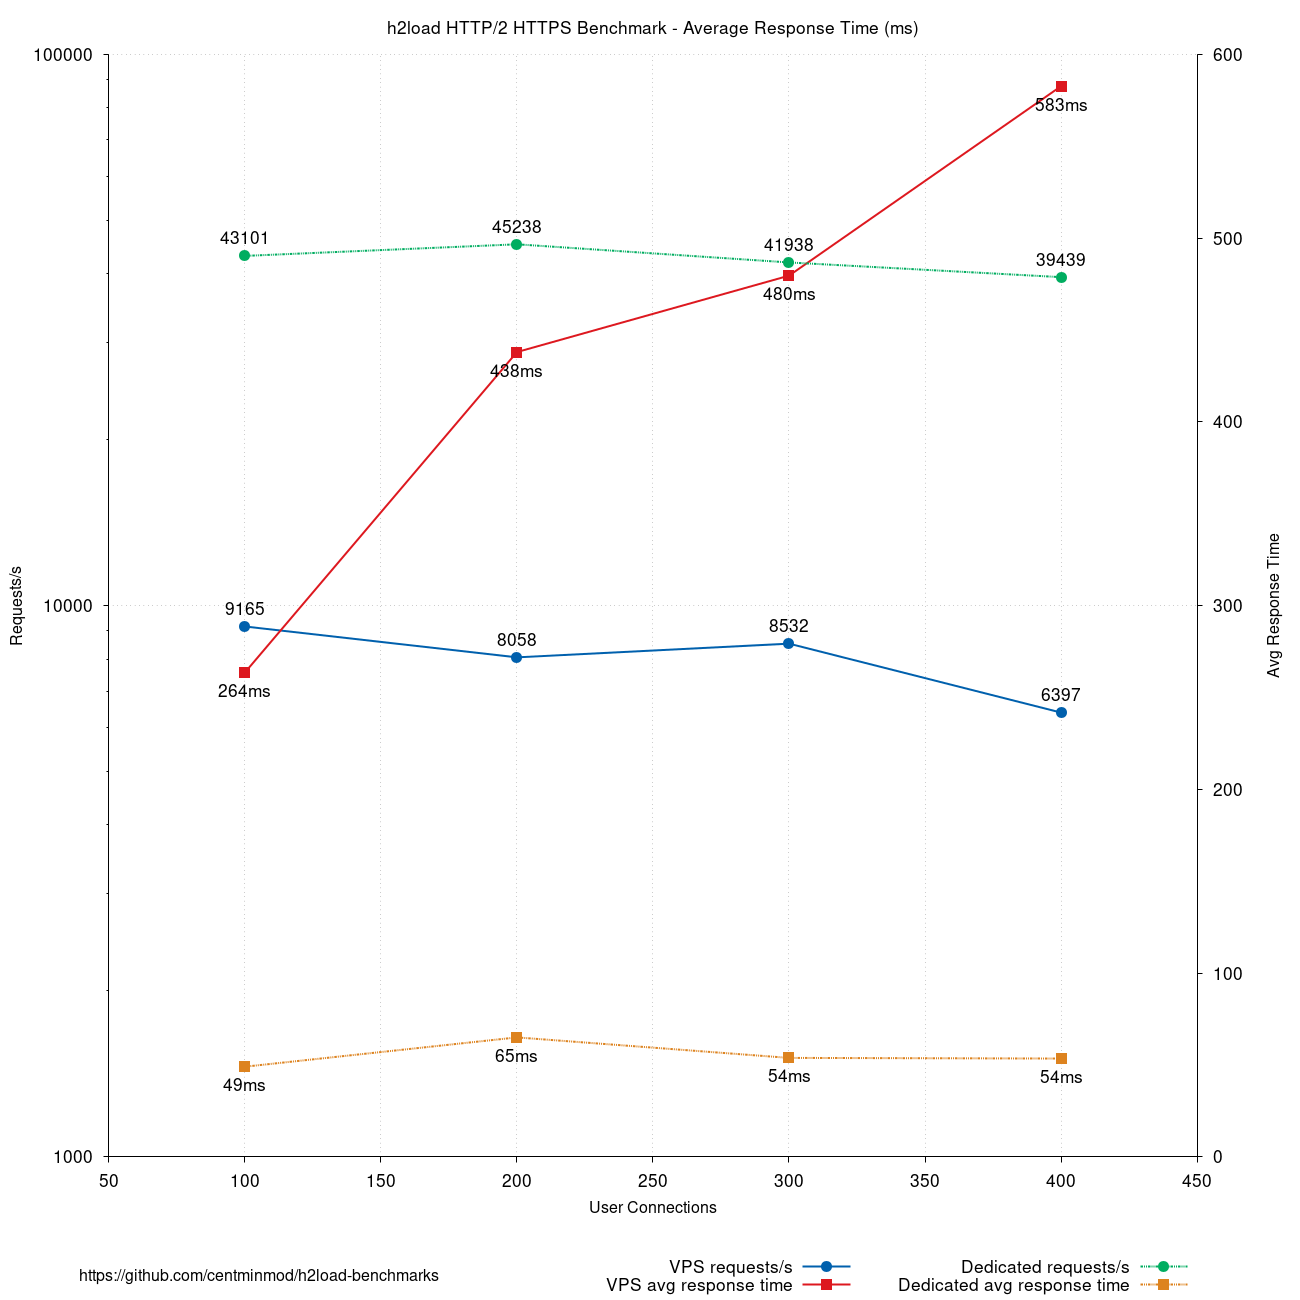 h2load HTTP/2 HTTPS Benchmark - Average Response Time (ms)
100000
600
583ms
43101
45238
41938
500
39439
480ms
438ms
400
Requests/s
Avg Response Time
10000
9165
300
8058
8532
264ms
6397
200
100
65ms
49ms
54ms
54ms
1000
0
50
100
150
200
250
300
350
400
450
User Connections
https://github.com/centminmod/h2load-benchmarks
VPS requests/s
VPS avg response time
Dedicated requests/s
Dedicated avg response time